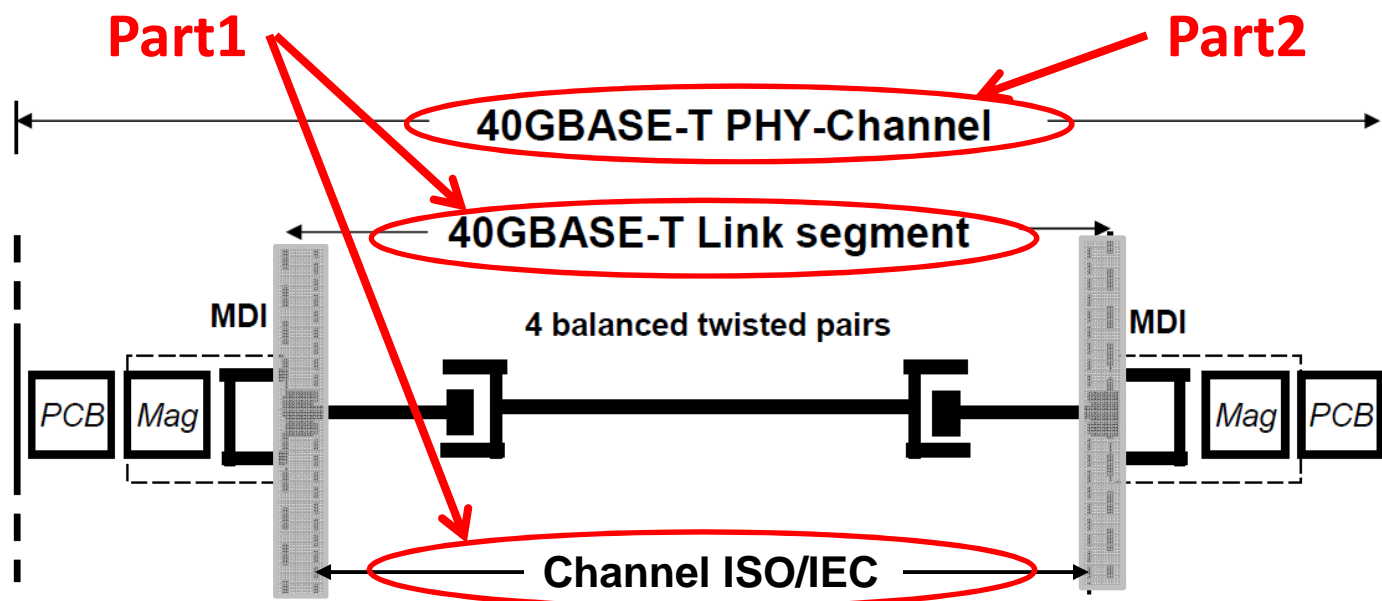 Part1
Part2
40GBASE-T PHY-Channel
40GBASE-T Link segment
MDI
4 balanced twisted pairs
MDI
PCB
Mag
Mag
PCB
Channel ISO/IEC